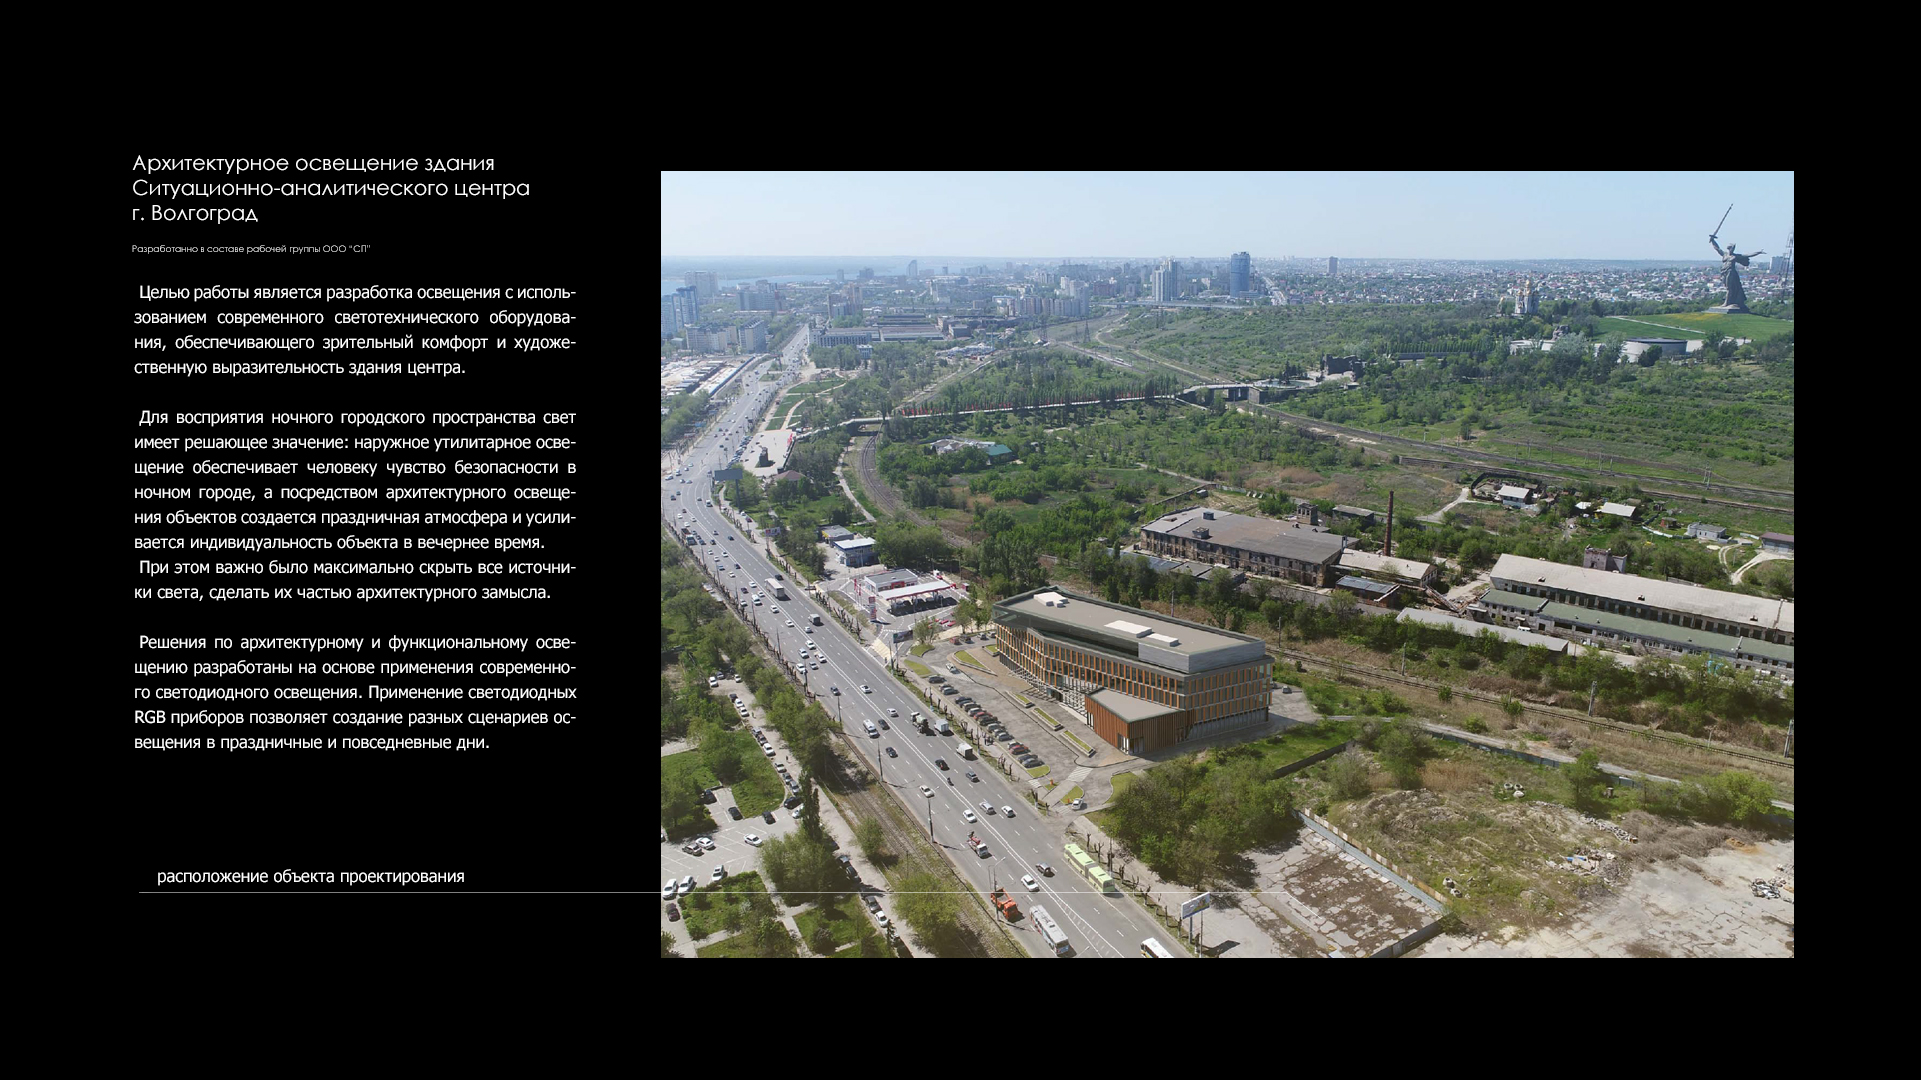 Архитектурное освещение здания
Ситуационно-аналитического центра
г. Волгоград
Разработанно в составе рабочей группы ООО "СП"
Целью работы является разработка освещения с исполь-
зованием современного светотехнического оборудова-
ния, обеспечивающего зрительный комфорт и художе-
ственную выразительность здания центра.
Для восприятия ночного городского пространства свет
имеет решающее значение: наружное утилитарное осве-
щение обеспечивает человеку чувство безопасности в
ночном городе, а посредством архитектурного освеще-
ния объектов создается праздничная атмосфера и усили-
вается индивидуальность объекта в вечернее время.
При этом важно было максимально скрыть все источни-
ки света, сделать их частью архитектурного замысла.
Решения по архитектурному и функциональному осве-
щению разработаны на основе применения современно-
го светодиодного освещения. Применение светодиодных
RGB приборов позволяет создание разных сценариев ос-
вещения в праздничные и повседневные дни.
расположение объекта проектирования